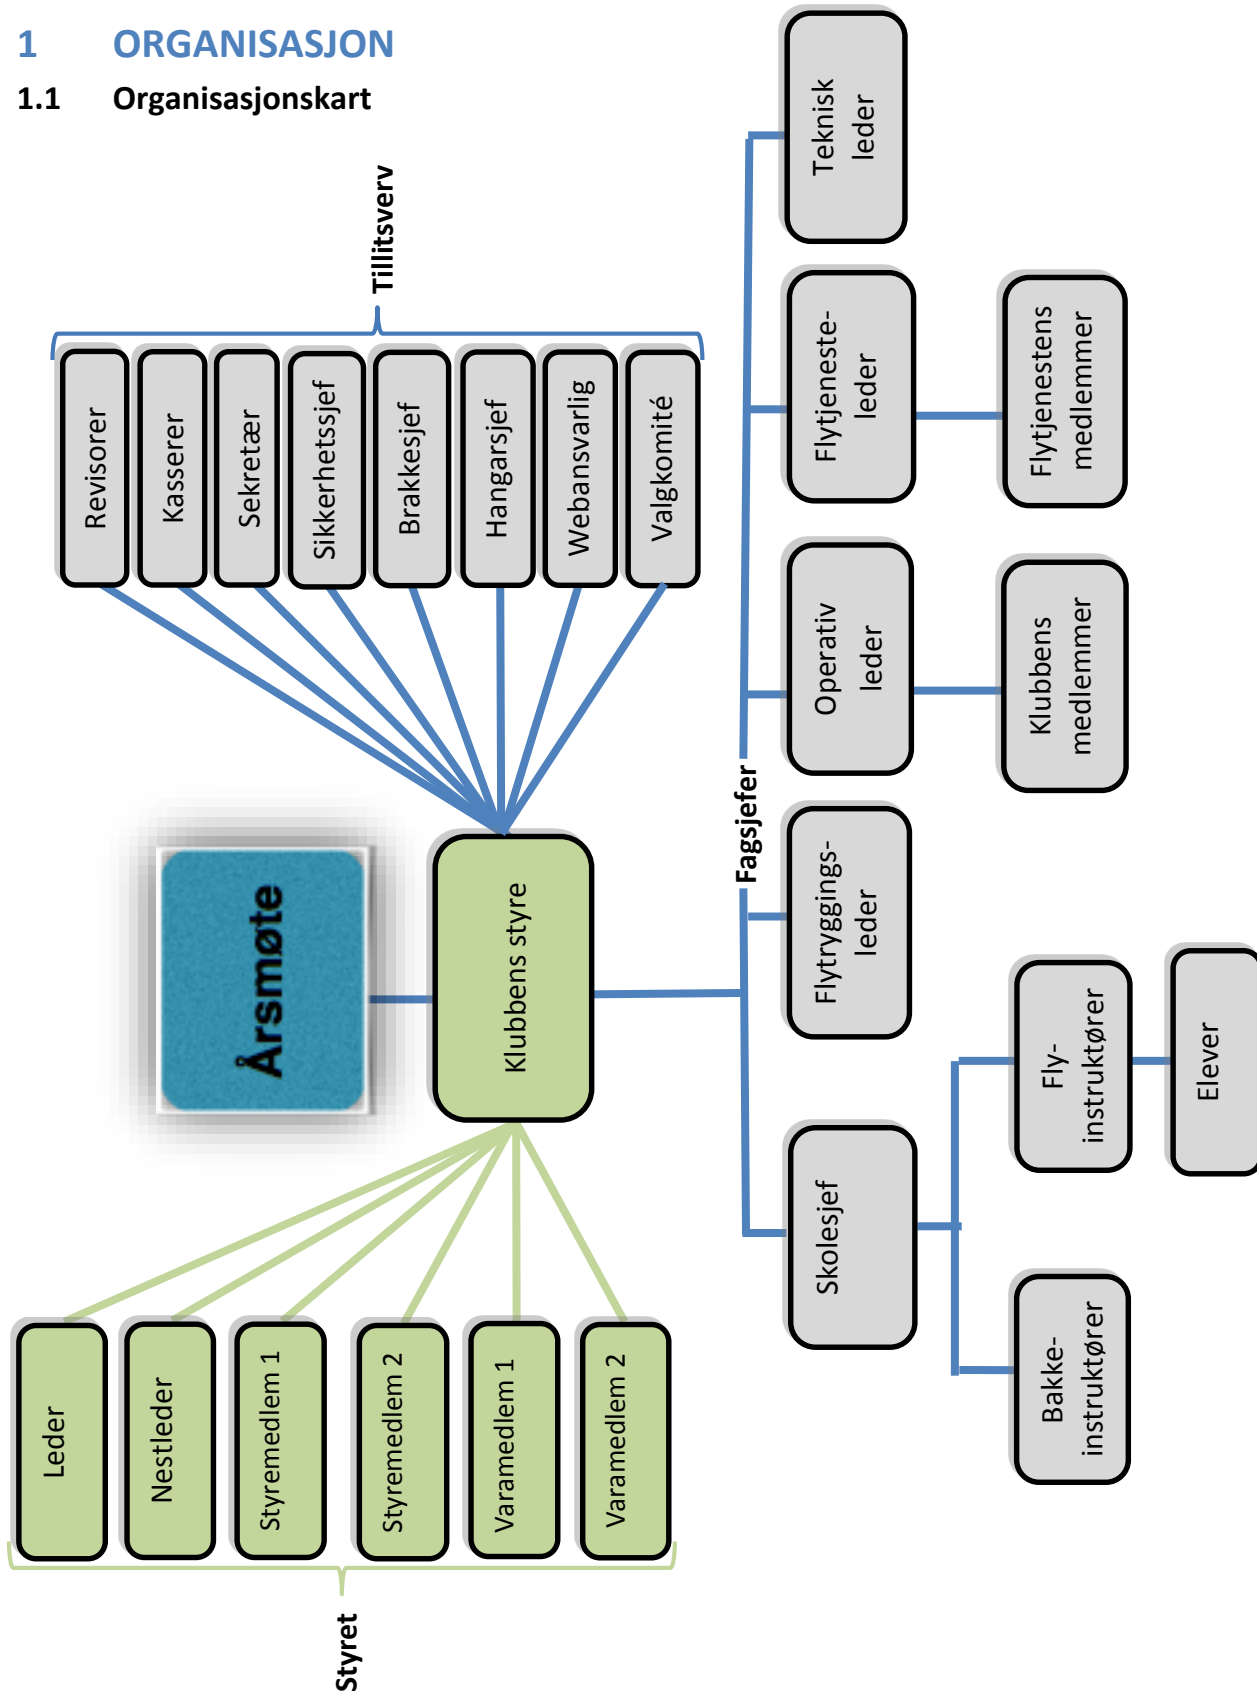 1 ORGANISASJON
1.1 Organisasjonskart
Årsmøte
Klubbens styre
Styret
Leder
Nestleder
Styremedlem 1
Styremedlem 2
Varamedlem 1
Varamedlem 2
Tillitsverv
Revisorer
Kasserer
Sekretær
Sikkerhetssjef
Brakkesjef
Hangarsjef
Webansvarlig
Valgkomité
Fagsjefer
Skolesjef
Flytryggings-
leder
Operativ
leder
Flytjeneste-
leder
Teknisk
leder
Bakke-
instruktører
Fly-
instruktører
Elever
Klubbens
medlemmer
Flytjenestens
medlemmer